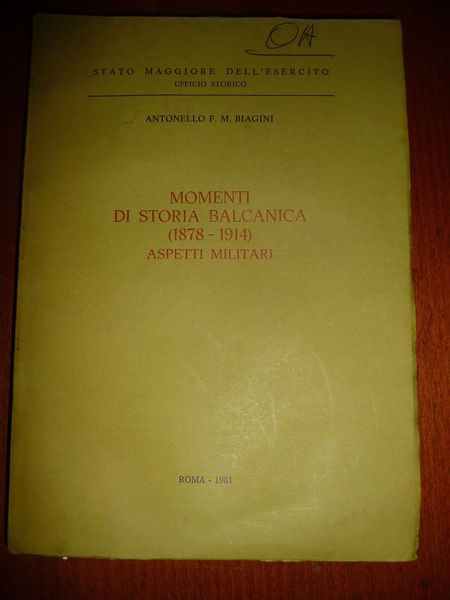 OA
STATO MAGGIORE DELL'ESERCITO
UFFICIO STORICO
ANTONELLO F. M. BIAGINI
MOMENTI
DI STORIA BALCANICA
(1878 - 1914)
ASPETTI MILITARI
ROMA - 1981